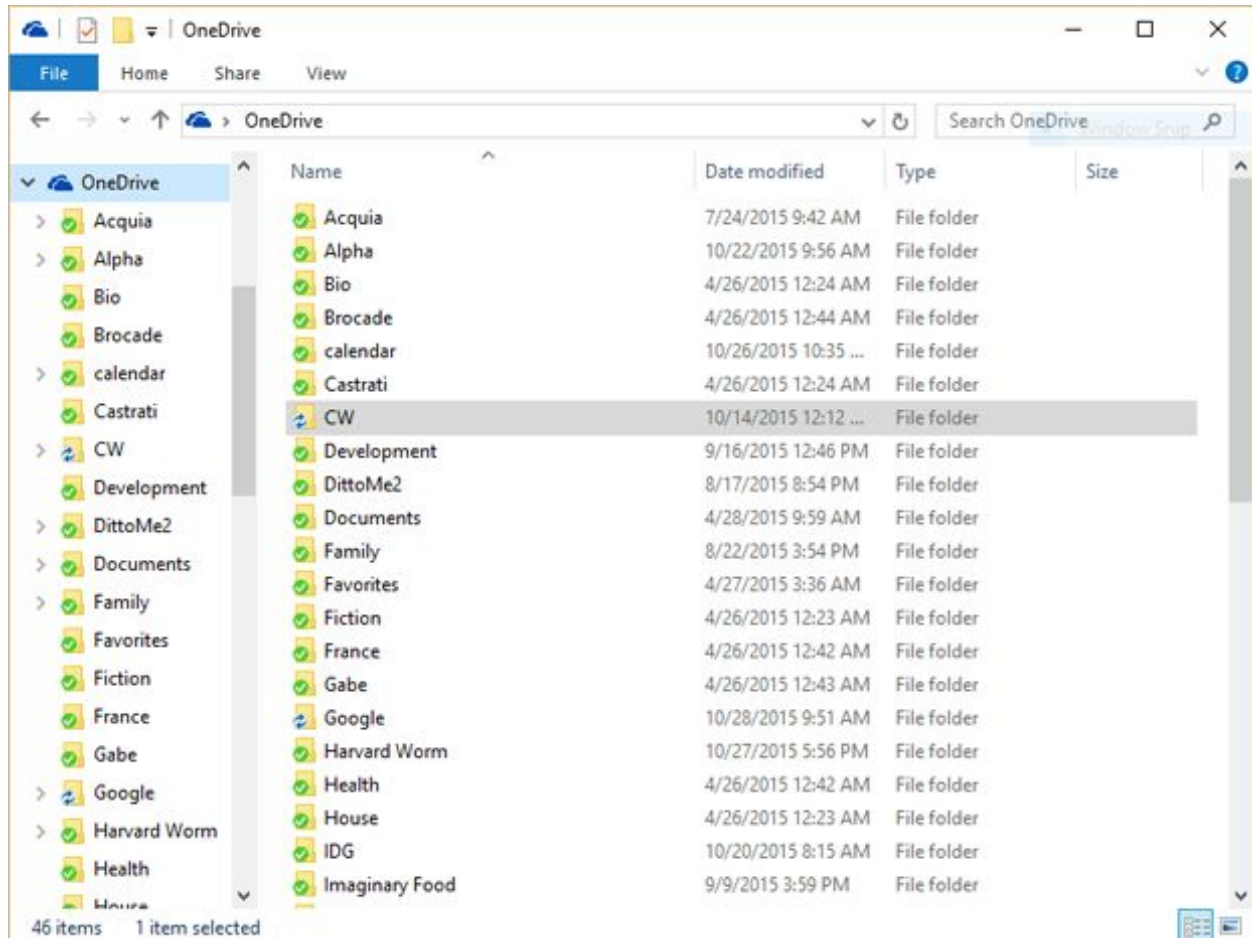 OneDrive
File Home Share View
OneDrive Search OneDrive Window Snip
OneDrive
Acquia
Alpha
Bio
Brocade
calendar
Castrati
CW
Development
DittoMe2
Documents
Family
Favorites
Fiction
France
Gabe
Google
Harvard Worm
Health
House
Name Date modified Type Size
Acquia 7/24/2015 9:42 AM File folder
Alpha 10/22/2015 9:56 AM File folder
Bio 4/26/2015 12:24 AM File folder
Brocade 4/26/2015 12:44 AM File folder
calendar 10/26/2015 10:35 ... File folder
Castrati 4/26/2015 12:24 AM File folder
CW 10/14/2015 12:12 ... File folder
Development 9/16/2015 12:46 PM File folder
DittoMe2 8/17/2015 8:54 PM File folder
Documents 4/28/2015 9:59 AM File folder
Family 8/22/2015 3:54 PM File folder
Favorites 4/27/2015 3:36 AM File folder
Fiction 4/26/2015 12:23 AM File folder
France 4/26/2015 12:42 AM File folder
Gabe 4/26/2015 12:43 AM File folder
Google 10/28/2015 9:51 AM File folder
Harvard Worm 10/27/2015 5:56 PM File folder
Health 4/26/2015 12:42 AM File folder
House 4/26/2015 12:23 AM File folder
IDG 10/20/2015 8:15 AM File folder
Imaginary Food 9/9/2015 3:59 PM File folder
46 items 1 item selected